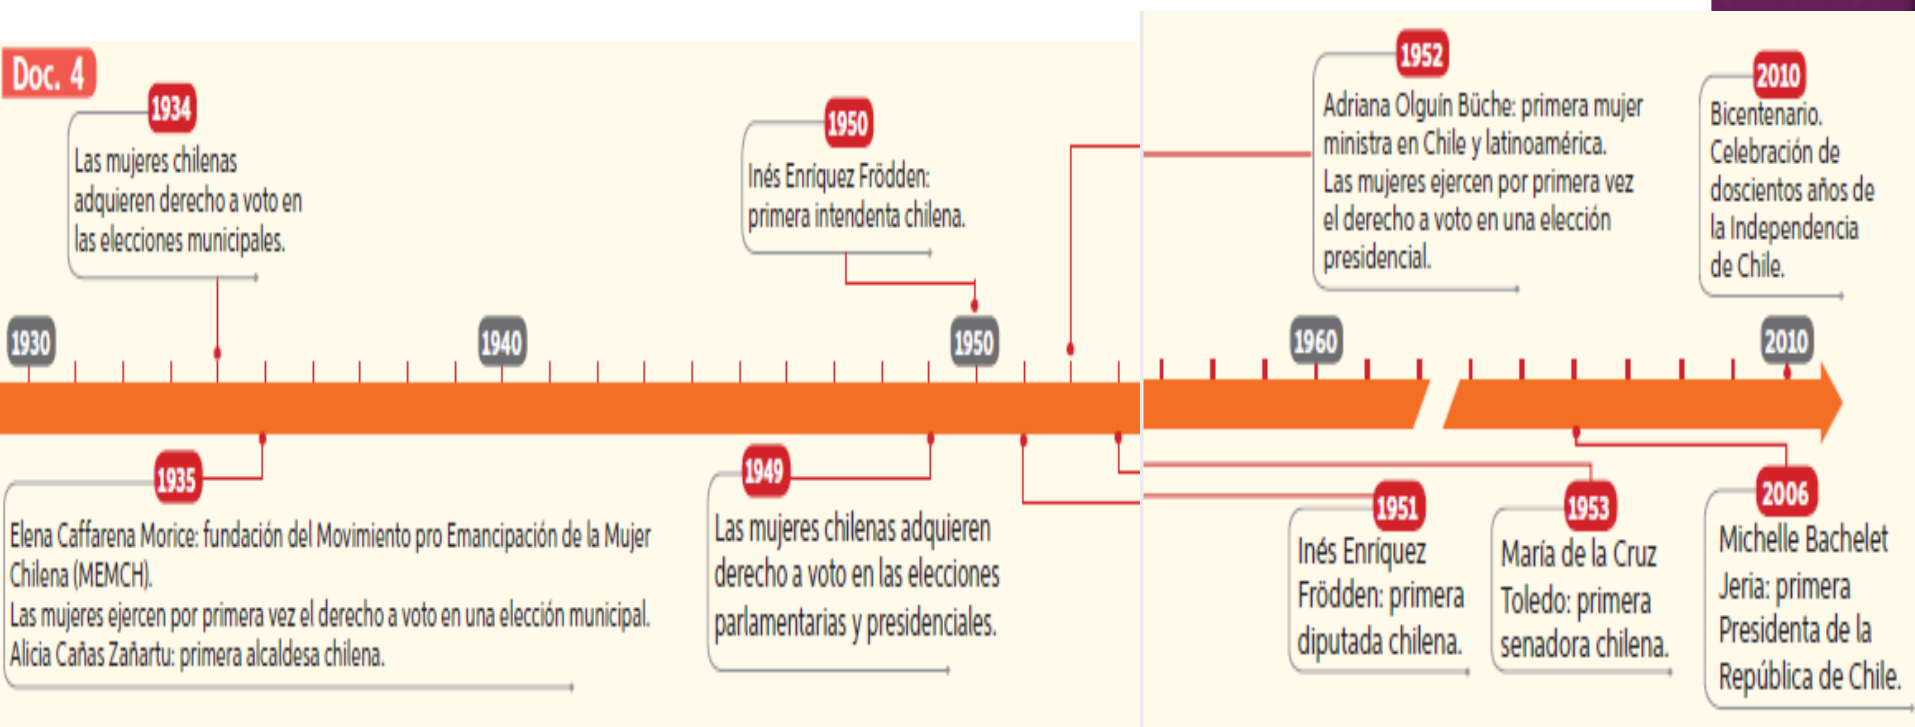 Doc. 4
1934
Las mujeres chilenas
adquieren derecho a voto en
las elecciones municipales.
1950
Inés Enríquez Frödden:
primera intendenta chilena.
1952
Adriana Olguín Büche: primera mujer
ministra en Chile y latinoamérica.
Las mujeres ejercen por primera vez
el derecho a voto en una elección
presidencial.
2010
Bicentenario.
Celebración de
doscientos años de
la Independencia
de Chile.
1930
1940
1950
1960
2010
1935
Elena Caffarena Morice: fundación del Movimiento pro Emancipación de la Mujer
Chilena (MEMCH).
Las mujeres ejercen por primera vez el derecho a voto en una elección municipal.
Alicia Cañas Zañartu: primera alcaldesa chilena.
1949
Las mujeres chilenas adquieren
derecho a voto en las elecciones
parlamentarias y presidenciales.
1951
Inés Enríquez
Frödden: primera
diputada chilena.
1953
María de la Cruz
Toledo: primera
senadora chilena.
2006
Michelle Bachelet
Jeria: primera
Presidenta de la
República de Chile.